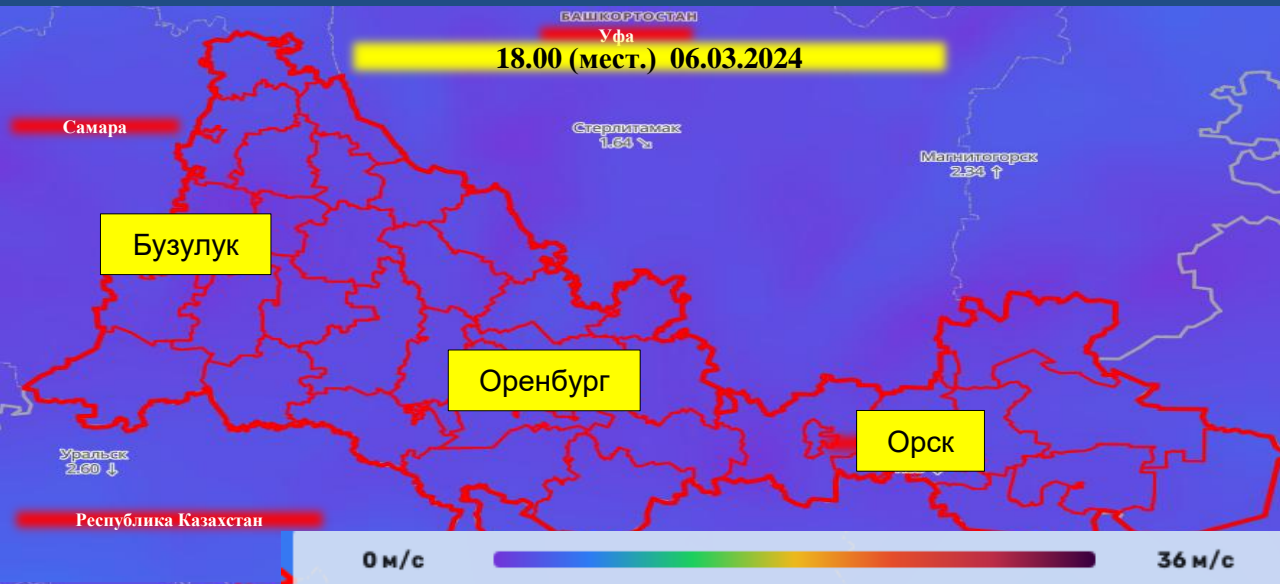 БАШКОРТОСТАН
Уфа
18.00 (мест.) 06.03.2024
Самара
Стерлитамак
1.64 ↘
Магнитогорск
2.34 ↑
Бузулук
Оренбург
Орск
Уральск
2.60 ↓
Республика Казахстан
0 м/с
36 м/с